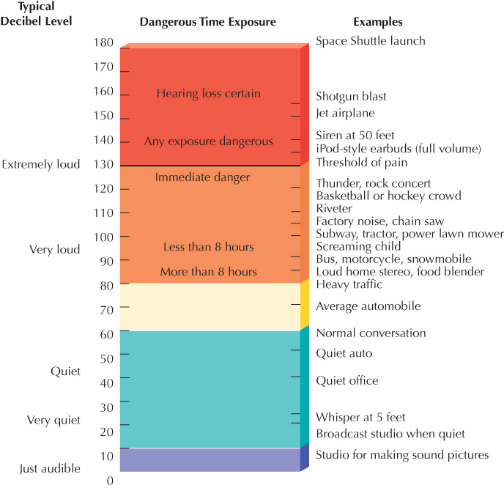 Typical
Decibel Level
Dangerous Time Exposure
Examples
180
Space Shuttle launch
170
Hearing loss certain
160
Shotgun blast
150
Jet airplane
140
Any exposure dangerous
Siren at 50 feet
iPod-style earbuds (full volume)
Extremely loud
130
Threshold of pain
Immediate danger
120
Thunder, rock concert
Basketball or hockey crowd
110
Riveter
Factory noise, chain saw
100
Subway, tractor, power lawn mower
Very loud
Less than 8 hours
Screaming child
90
Bus, motorcycle, snowmobile
More than 8 hours
Loud home stereo, food blender
80
Heavy traffic
70
Average automobile
60
Normal conversation
50
Quiet auto
Quiet
40
Quiet office
30
Whisper at 5 feet
Very quiet
20
Broadcast studio when quiet
10
Studio for making sound pictures
Just audible
0